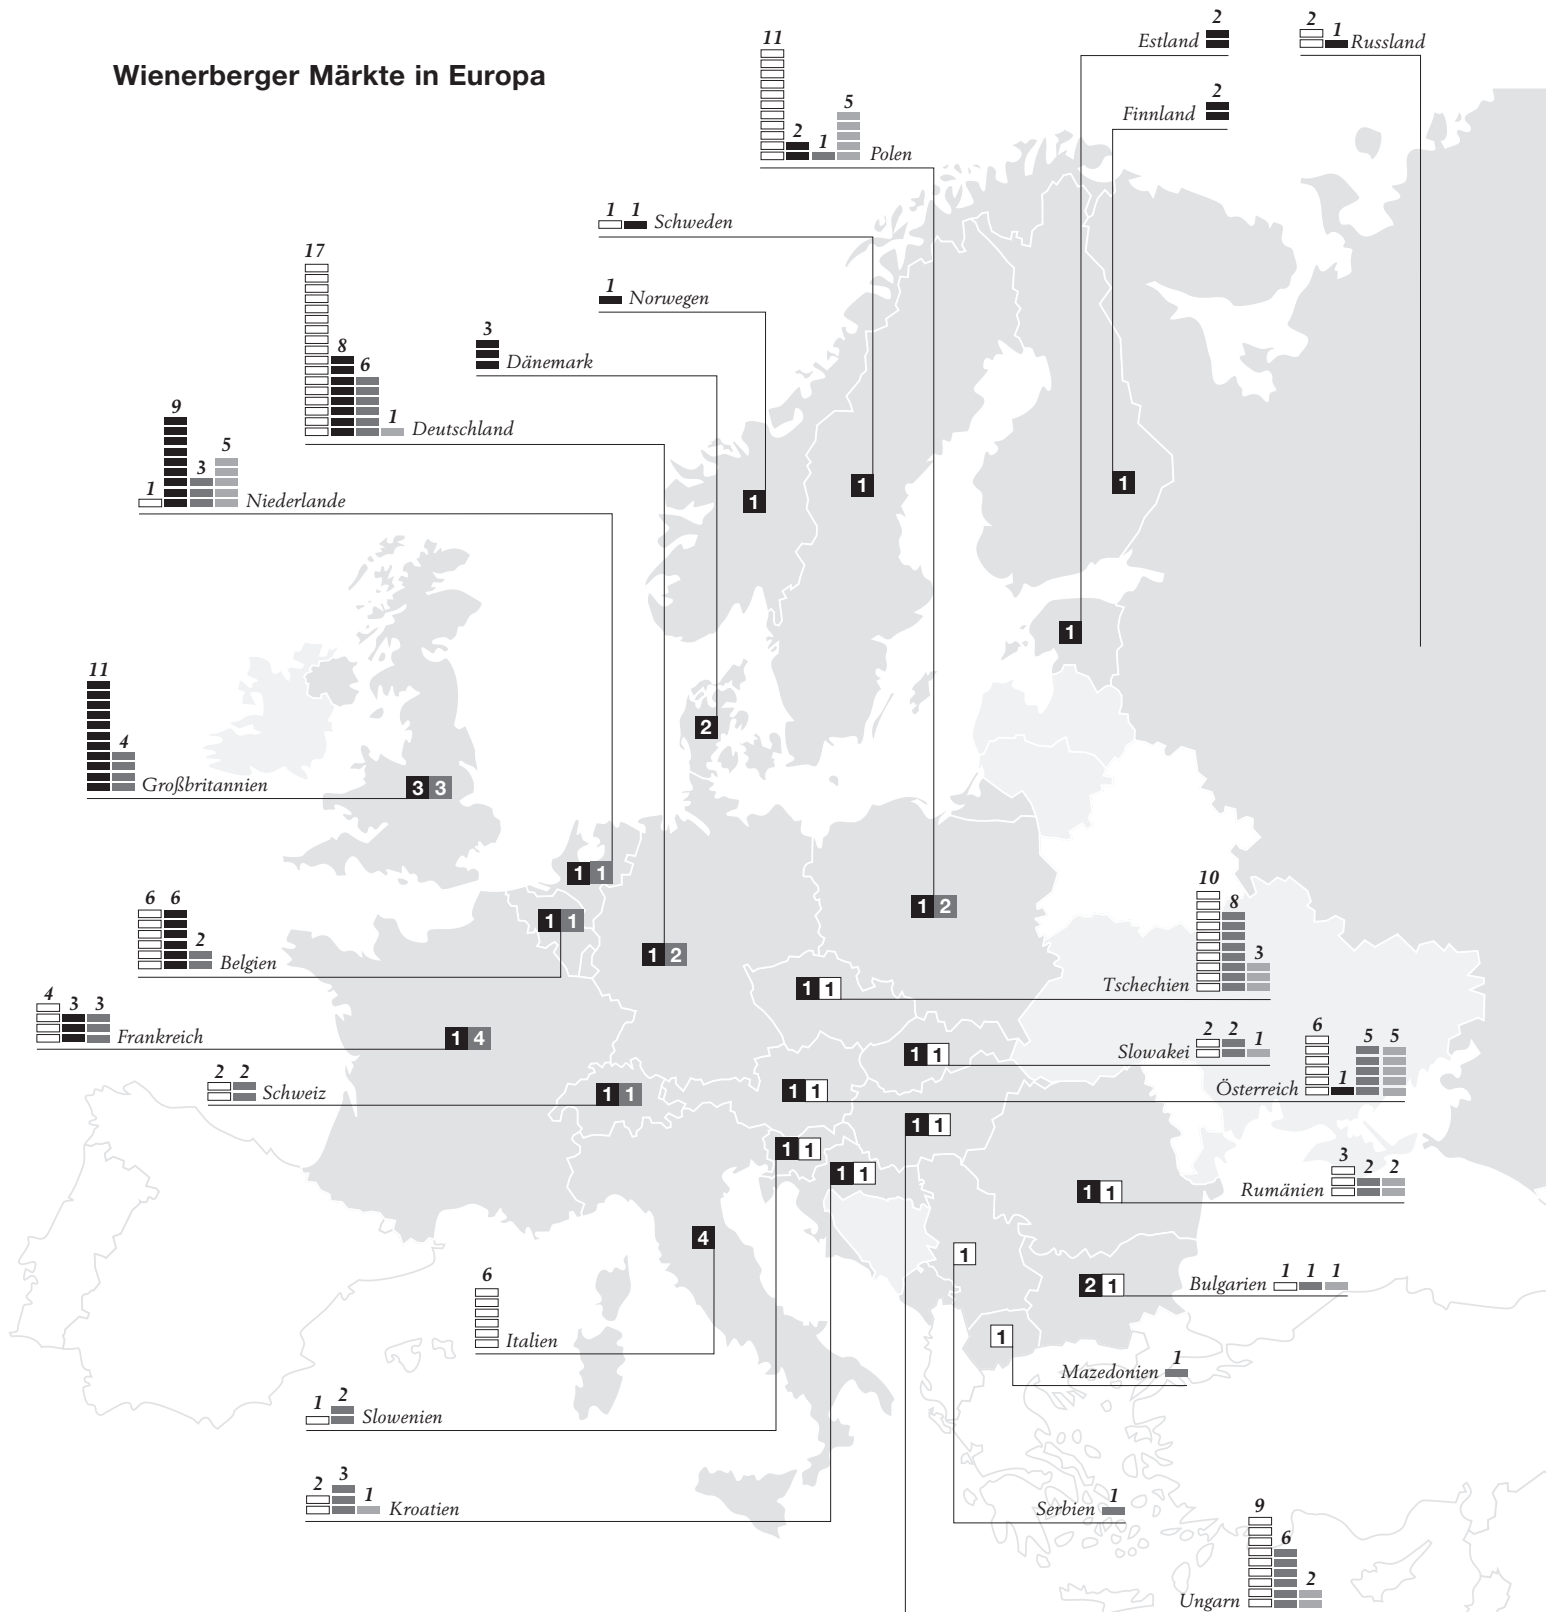 Wienerberger Märkte in Europa
2
Estland
2 1
Russland
2
Finnland
11 2 1 5
Polen
1 1
Schweden
1
Norwegen
3
Dänemark
17 8 6 1
Deutschland
1 9 3 5
Niederlande
11 4
Großbritannien
6 6 2
Belgien
4 3 3
Frankreich
2 2
Schweiz
6
Italien
1 2
Slowenien
2 3 1
Kroatien
10 8 3
Tschechien
2 2 1
Slowakei
6 1 5 5
Österreich
3 2 2
Rumänien
1 1 1
Bulgarien
1
Mazedonien
1
Serbien
9 6 2
Ungarn
1
1
1
1
2
3 3
1 1
1 1
1 2
1 2
1 1
1 4
1 1
1 1
1 1
1 1
1 1
1 1
1 1
4
1
2 1
1